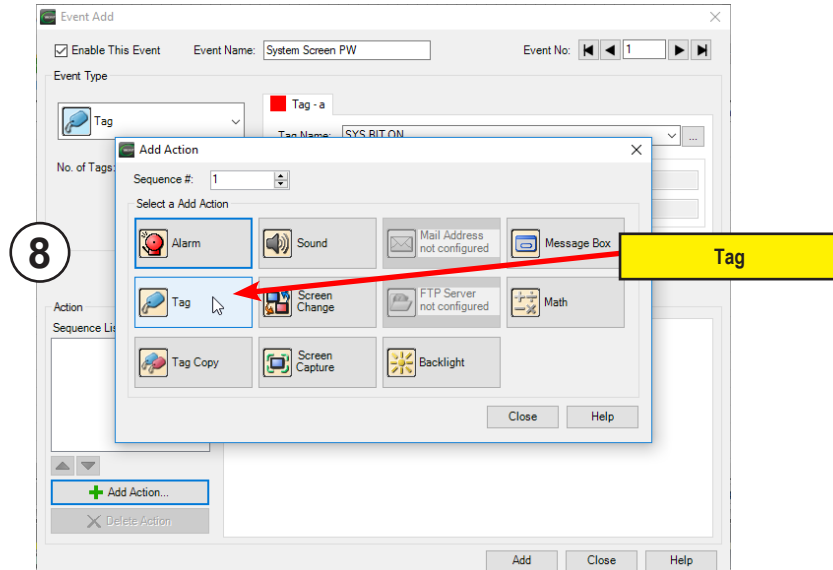 Event Add
Enable This Event
Event Name:
System Screen PW
Event No:
1
Event Type
Tag
Tag - a
Tag Name:
SYS BIT ON
...
No. of Tags:
Add Action
Sequence #:
1
Select a Add Action
Alarm
Sound
Mail Address
not configured
Message Box
8
Tag
Tag
Screen
Change
FTP Server
not configured
Math
Action
Sequence Lis
Tag Copy
Screen
Capture
Backlight
Close
Help
Add Action...
Delete Action
Add
Close
Help